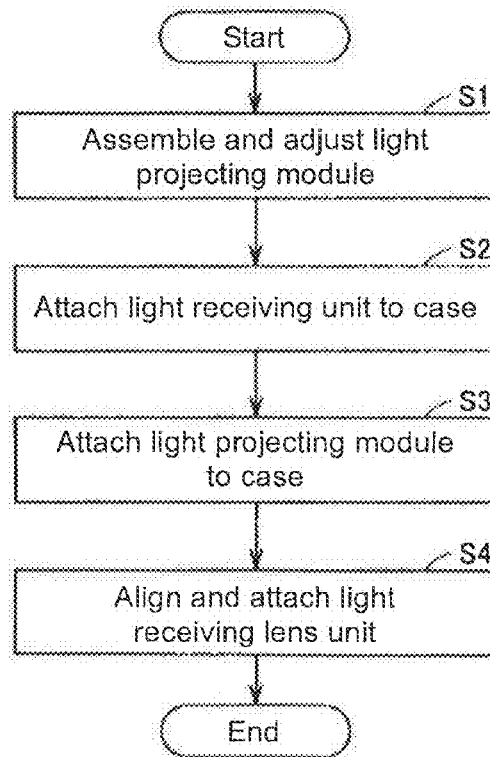 Start
S1
Assemble and adjust light
projecting module
S2
Attach light receiving unit to case
S3
Attach light projecting module
to case
S4
Align and attach light
receiving lens unit
End